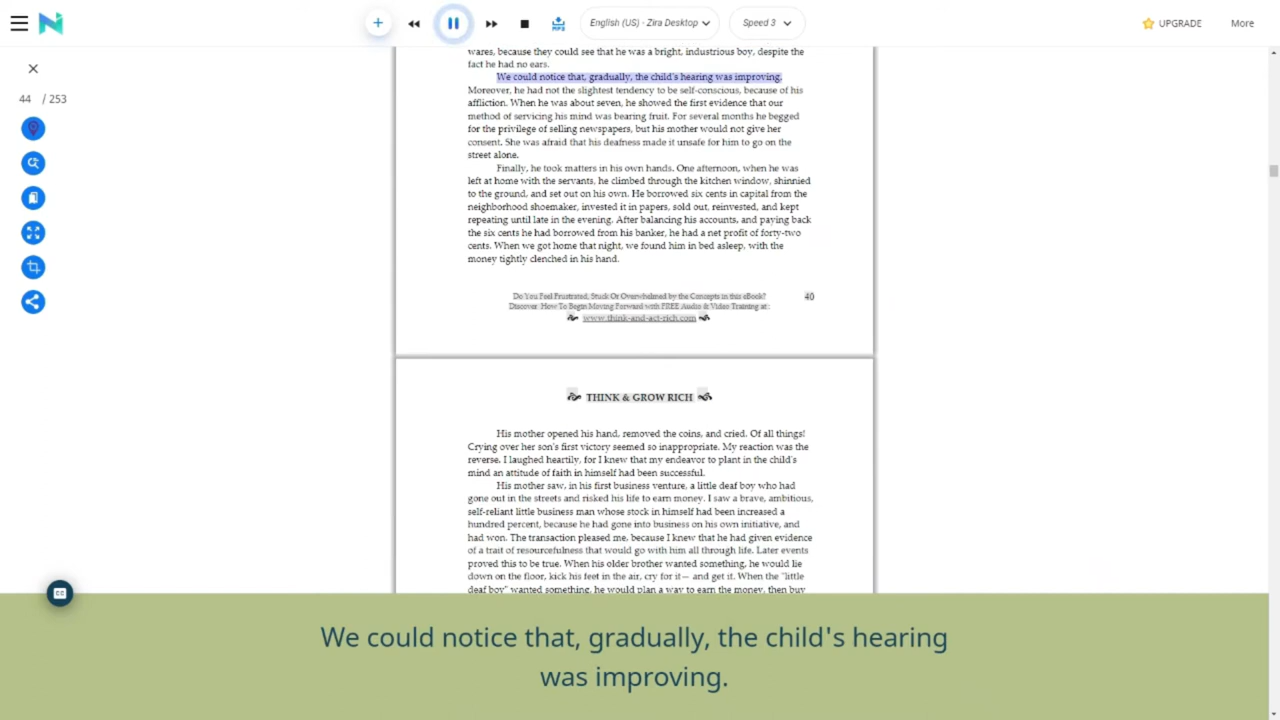 MP3
English (US) - Zira Desktop
Speed 3
UPGRADE
More
44 / 253
wares, because they could see that he was a bright, industrious boy, despite the
fact he had no ears.
We could notice that, gradually, the child's hearing was improving.
Moreover, he had not the slightest tendency to be self-conscious, because of his
affliction. When he was about seven, he showed the first evidence that our
method of servicing his mind was bearing fruit. For several months he begged
for the privilege of selling newspapers, but his mother would not give her
consent. She was afraid that his deafness made it unsafe for him to go on the
street alone.
Finally, he took matters in his own hands. One afternoon, when he was
left at home with the servants, he climbed through the kitchen window, shinnied
to the ground, and set out on his own. He borrowed six cents in capital from the
neighborhood shoemaker, invested it in papers, sold out, reinvested, and kept
repeating until late in the evening. After balancing his accounts, and paying back
the six cents he had borrowed from his banker, he had a net profit of forty-two
cents. When we got home that night, we found him in bed asleep, with the
money tightly clenched in his hand.
Do You Feel Frustrated, Stuck Or Overwhelmed by the Concepts in this eBook?
40
Discover How To Begin Moving Forward with FREE Audio & Video Training at :
www.think-and-act-rich.com
THINK & GROW RICH
His mother opened his hand, removed the coins, and cried. Of all things!
Crying over her son's first victory seemed so inappropriate. My reaction was the
reverse. I laughed heartily, for I knew that my endeavor to plant in the child's
mind an attitude of faith in himself had been successful.
His mother saw, in his first business venture, a little deaf boy who had
gone out in the streets and risked his life to earn money. I saw a brave, ambitious,
self-reliant little business man whose stock in himself had been increased a
hundred percent, because he had gone into business on his own initiative, and
had won. The transaction pleased me, because I knew that he had given evidence
of a trait of resourcefulness that would go with him all through life. Later events
proved this to be true. When his older brother wanted something, he would lie
down on the floor, kick his feet in the air, cry for it— and get it. When the "little
deaf boy" wanted something, he would plan a way to earn the money, then buy
CC
We could notice that, gradually, the child's hearing
was improving.